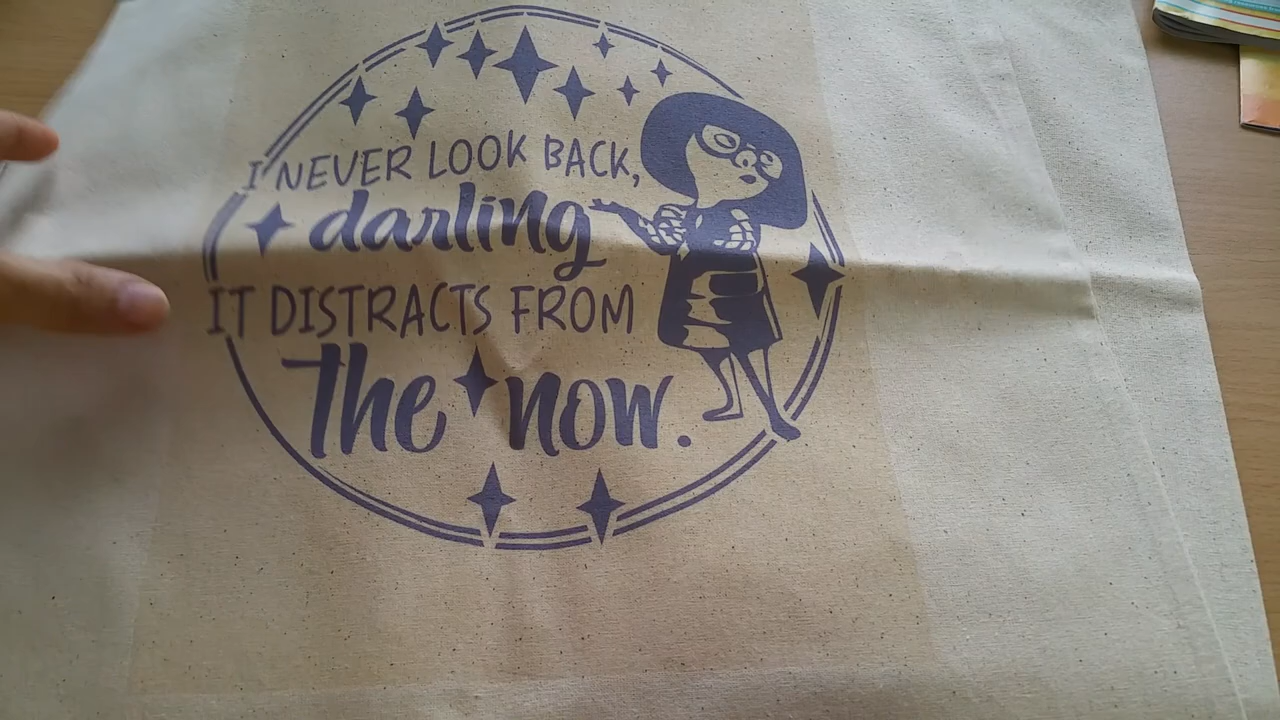 I NEVER LOOK BACK,
darling
IT DISTRACTS FROM
The now.